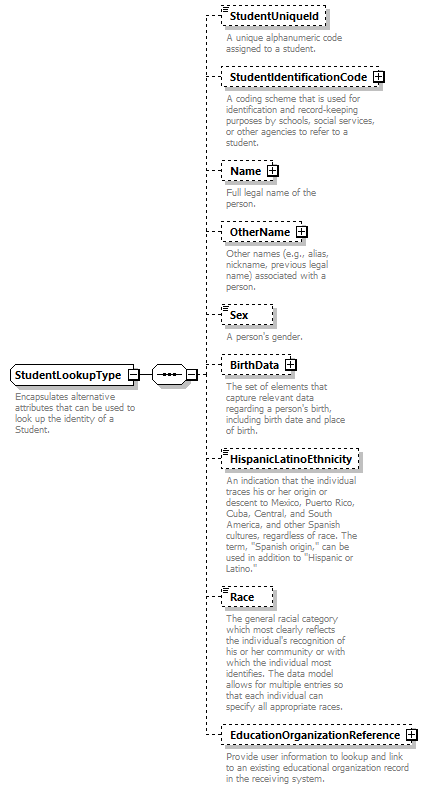 StudentUniqueId
A unique alphanumeric code
assigned to a student.
StudentIdentificationCode
A coding scheme that is used for
identification and record-keeping
purposes by schools, social services,
or other agencies to refer to a
student.
Name
Full legal name of the
person.
OtherName
Other names (e.g., alias,
nickname, previous legal
name) associated with a
person.
Sex
A person's gender.
StudentLookupType
Encapsulates alternative
attributes that can be used to
look up the identity of a
Student.
BirthData
The set of elements that
capture relevant data
regarding a person's birth,
including birth date and place
of birth.
HispanicLatinoEthnicity
An indication that the individual
traces his or her origin or
descent to Mexico, Puerto Rico,
Cuba, Central, and South
America, and other Spanish
cultures, regardless of race. The
term, "Spanish origin," can be
used in addition to "Hispanic or
Latino."
Race
The general racial category
which most clearly reflects
the individual's recognition of
his or her community or with
which the individual most
identifies. The data model
allows for multiple entries so
that each individual can
specify all appropriate races.
EducationOrganizationReference
Provide user information to lookup and link
to an existing educational organization record
in the receiving system.